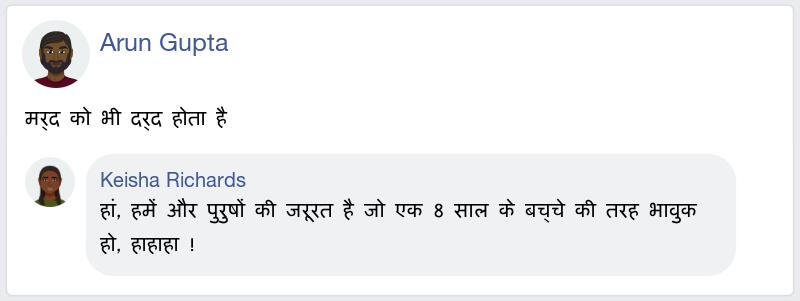 Arun Gupta
मर्द को भी दर्द होता है
Keisha Richards
हां, हमें और पुरुषों की जरूरत है जो एक 8 साल के बच्चे की तरह भावुक
हो, हाहाहा !